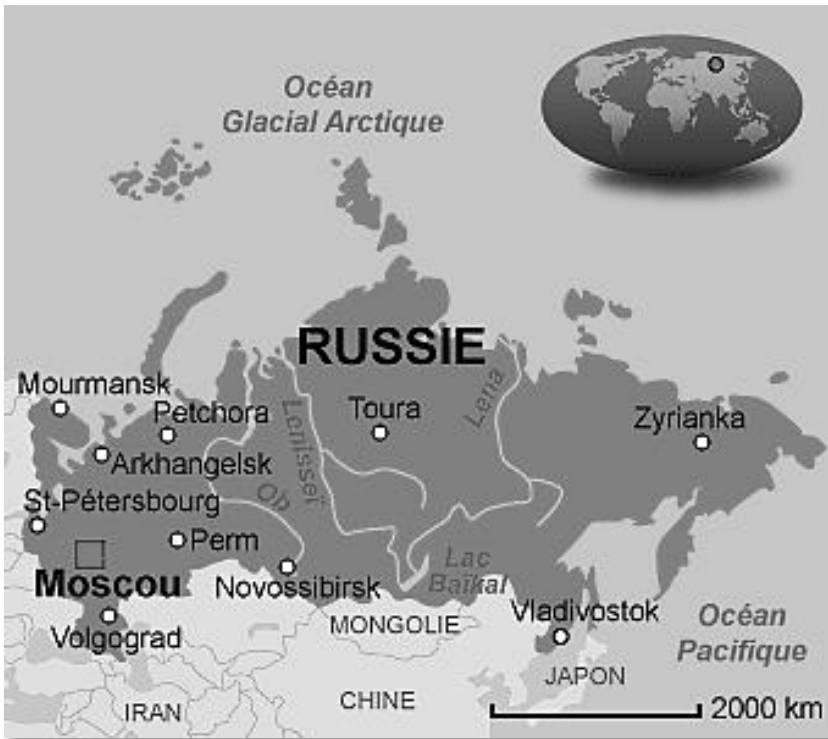 Océan
Glacial Arctique
RUSSIE
Mourmansk
Petchora
Toura
Lena
Zyrianka
Arkhangelsk
Ienisseï
Ob
St-Pétersbourg
Perm
Moscou
Novossibirsk
Lac
Baïkal
Vladivostok
Océan
Pacifique
Volgograd
MONGOLIE
JAPON
IRAN
CHINE
2000 km